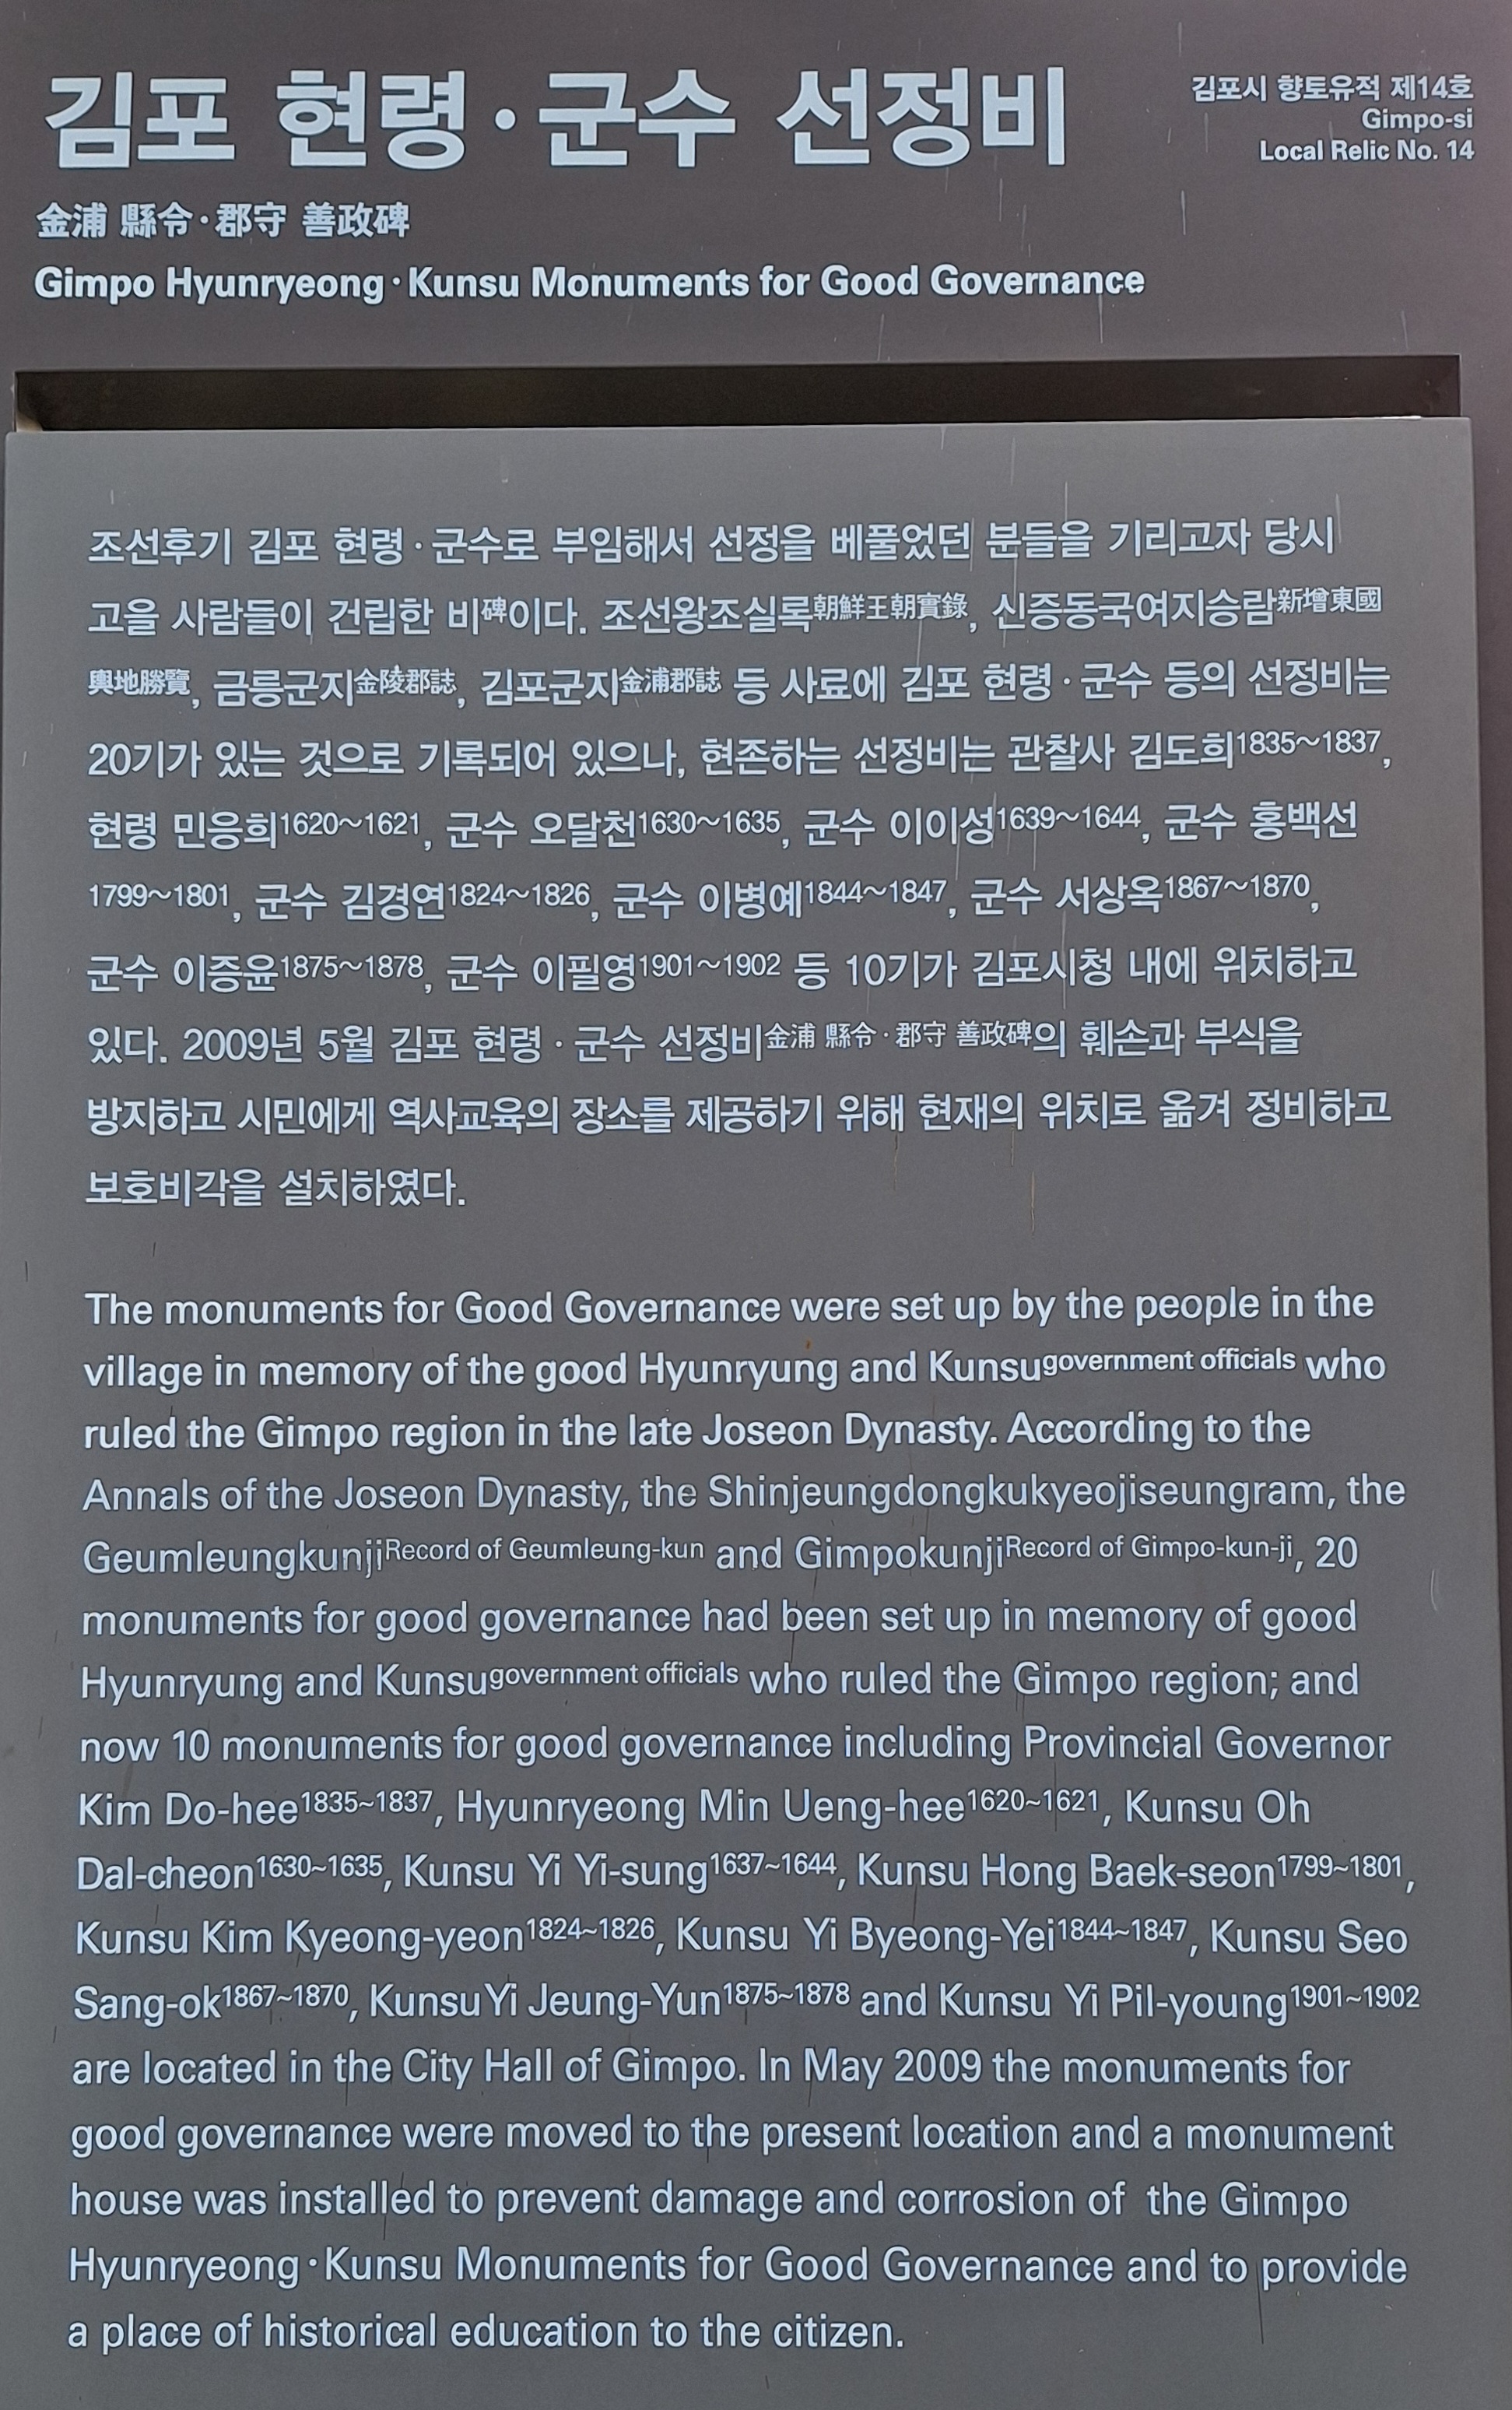 김포 현령·군수 선정비
김포시 향토유적 제14호
Gimpo-si
Local Relic No. 14
金浦 縣令·郡守 善政碑
Gimpo Hyunryeong·Kunsu Monuments for Good Governance
조선후기 김포 현령·군수로 부임해서 선정을 베풀었던 분들을 기리고자 당시
고을 사람들이 건립한 비碑이다. 조선왕조실록朝鮮王朝實錄, 신증동국여지승람新增東國
輿地勝覽, 금릉군지金陵郡誌, 김포군지金浦郡誌 등 사료에 김포 현령·군수 등의 선정비는
20기가 있는 것으로 기록되어 있으나, 현존하는 선정비는 관찰사 김도희1835~1837,
현령 민응희1620~1621, 군수 오달천1630~1635, 군수 이이성1639~1644, 군수 홍백선
1799~1801, 군수 김경연1824~1826, 군수 이병예1844~1847, 군수 서상옥1867~1870,
군수 이증윤1875~1878, 군수 이필영1901~1902 등 10기가 김포시청 내에 위치하고
있다. 2009년 5월 김포 현령·군수 선정비金浦 縣令·郡守 善政碑의 훼손과 부식을
방지하고 시민에게 역사교육의 장소를 제공하기 위해 현재의 위치로 옮겨 정비하고
보호비각을 설치하였다.
The monuments for Good Governance were set up by the people in the
village in memory of the good Hyunryung and Kunsugovernment officials who
ruled the Gimpo region in the late Joseon Dynasty. According to the
Annals of the Joseon Dynasty, the Shinjeungdongkukyeojiseungram, the
GeumleungkunjiRecord of Geumleung-kun and GimpokunjiRecord of Gimpo-kun-ji, 20
monuments for good governance had been set up in memory of good
Hyunryung and Kunsugovernment officials who ruled the Gimpo region; and
now 10 monuments for good governance including Provincial Governor
Kim Do-hee1835~1837, Hyunryeong Min Ueng-hee1620~1621, Kunsu Oh
Dal-cheon1630~1635, Kunsu Yi Yi-sung1637~1644, Kunsu Hong Baek-seon1799~1801,
Kunsu Kim Kyeong-yeon1824~1826, Kunsu Yi Byeong-Yei1844~1847, Kunsu Seo
Sang-ok1867~1870, Kunsu Yi Jeung-Yun1875~1878 and Kunsu Yi Pil-young1901~1902
are located in the City Hall of Gimpo. In May 2009 the monuments for
good governance were moved to the present location and a monument
house was installed to prevent damage and corrosion of the Gimpo
Hyunryeong·Kunsu Monuments for Good Governance and to provide
a place of historical education to the citizen.